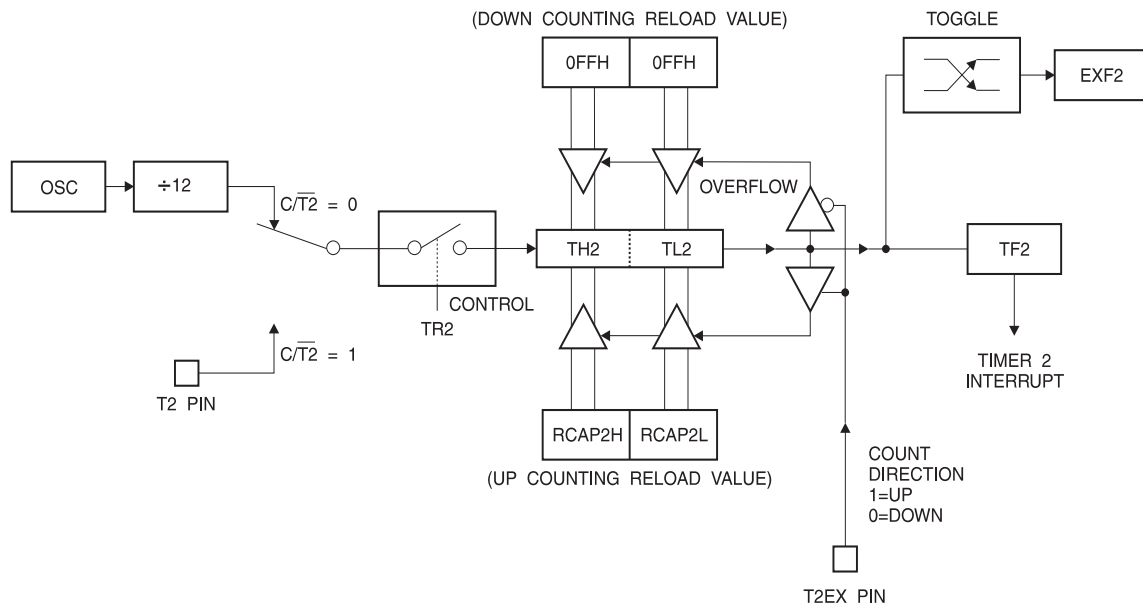 (DOWN COUNTING RELOAD VALUE)
TOGGLE
0FFH
0FFH
EXF2
OSC
÷12
OVERFLOW
C/T2̅ = 0
TH2
TL2
TF2
CONTROL
TR2
C/T2̅ = 1
TIMER 2
INTERRUPT
T2 PIN
RCAP2H
RCAP2L
(UP COUNTING RELOAD VALUE)
COUNT
DIRECTION
1=UP
0=DOWN
T2EX PIN